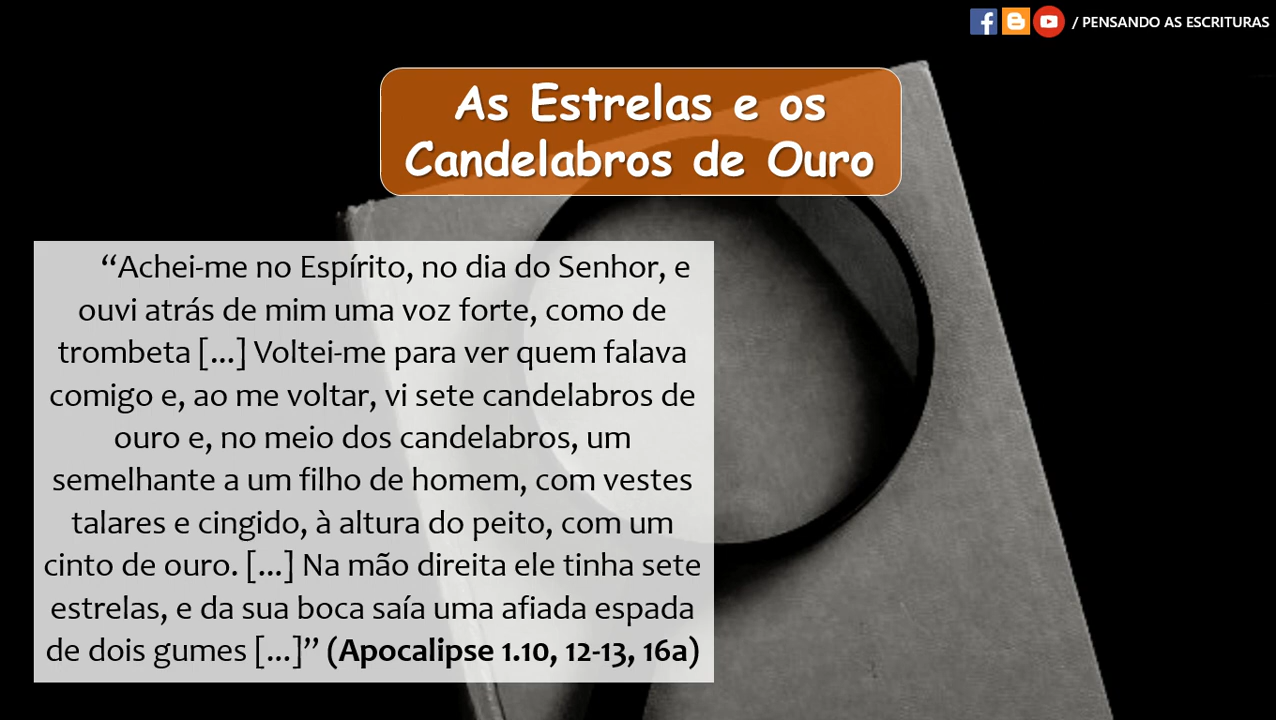 / PENSANDO AS ESCRITURAS
As Estrelas e os
Candelabros de Ouro
“Achei-me no Espírito, no dia do Senhor, e
ouvi atrás de mim uma voz forte, como de
trombeta [...] Voltei-me para ver quem falava
comigo e, ao me voltar, vi sete candelabros de
ouro e, no meio dos candelabros, um
semelhante a um filho de homem, com vestes
talares e cingido, à altura do peito, com um
cinto de ouro. [...] Na mão direita ele tinha sete
estrelas, e da sua boca saía uma afiada espada
de dois gumes [...]” (Apocalipse 1.10, 12-13, 16a)